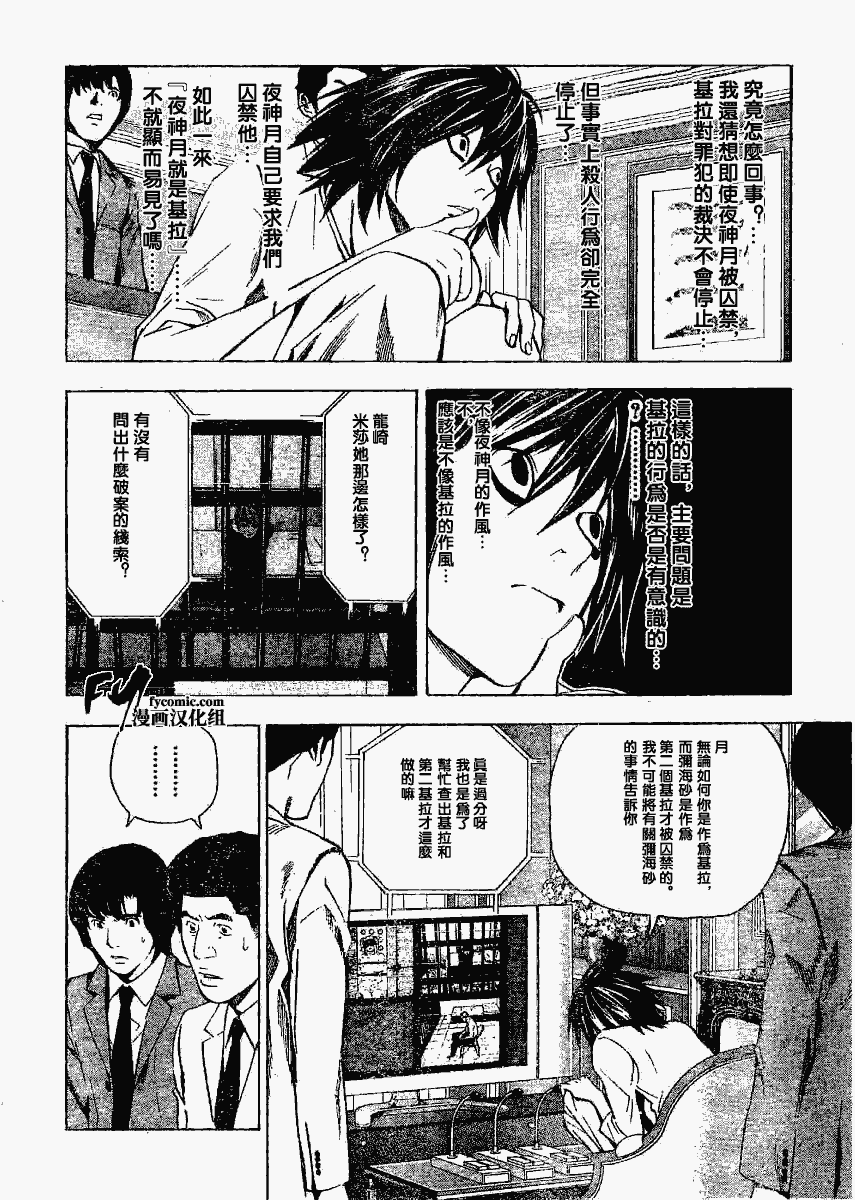 究竟怎麼回事？…
我還猜想即使夜神月被囚禁，
基拉對罪犯的裁決不會停止…
但事實上殺人行爲卻完全
停止了…
夜神月自己要求我們
囚禁他…
如此一來
『夜神月就是基拉』
不就顯而易見了嗎……
這樣的話，主要問題是
基拉的行爲是否是有意識的…
？…………
不像夜神月的作風…
不，
應該是不像基拉的作風…
龍崎
米莎她那邊怎樣了？
有沒有
問出什麼破案的綫索？
FY
fycomic.com
漫画汉化组
月
無論如何你是作爲基拉，
而彌海砂是作爲
第二個基拉才被囚禁的。
我不可能將有關彌海砂
的事情告訴你
真是過分呀
我也是爲了
幫忙查出基拉和
第二基拉才這麼
做的嘛
……
……